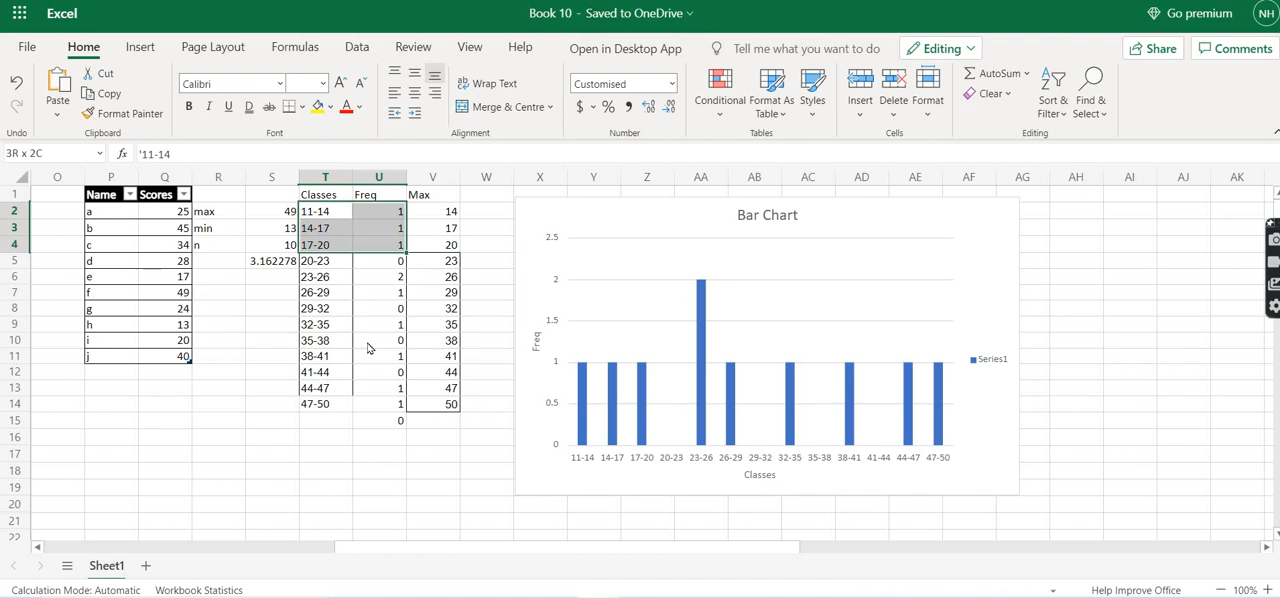 Excel
Book 10 - Saved to OneDrive
Go premium
NH
File Home Insert Page Layout Formulas Data Review View Help Open in Desktop App Tell me what you want to do Editing Share Comments
Paste Cut Copy Format Painter
Calibri
B I U D ab A A
Wrap Text
Merge & Centre
Customised
$ % 9
Conditional Format As Table Styles
Insert Delete Format
AutoSum
Clear
Sort & Filter
Find & Select
Undo Clipboard Font Alignment Number Tables Cells Editing
3R x 2C fx '11-14
O P Q R S T U V W X Y Z AA AB AC AD AE AF AG AH AI AJ AK
1 Name Scores Classes Freq Max
2 a 25 max 49 11-14 1 14
3 b 45 min 13 14-17 1 17
4 c 34 n 10 17-20 1 20
5 d 28 3.162278 20-23 0 23
6 e 17 23-26 2 26
7 f 49 26-29 1 29
8 g 24 29-32 0 32
9 h 13 32-35 1 35
10 i 20 35-38 0 38
11 j 40 38-41 1 41
12 41-44 0 44
13 44-47 1 47
14 47-50 1 50
15 0
16
17
18
19
20
21
22
Bar Chart
2.5
2
1.5
1
0.5
0
Freq
11-14 14-17 17-20 20-23 23-26 26-29 29-32 32-35 35-38 38-41 41-44 44-47 47-50
Classes
Series1
Sheet1
Calculation Mode: Automatic Workbook Statistics Help Improve Office 100%